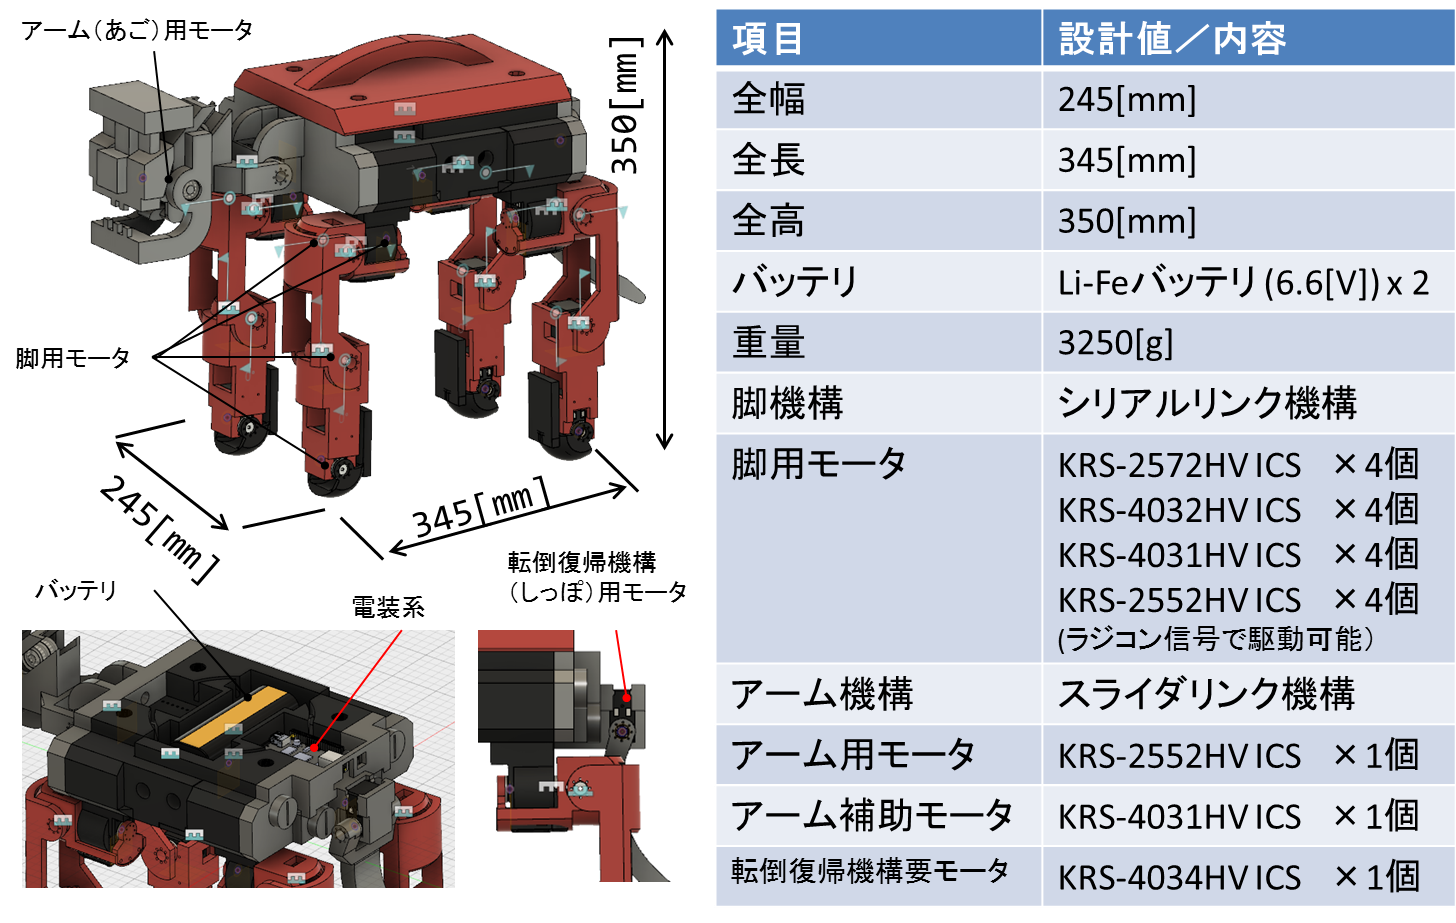 アーム（あご）用モータ
350[mm]
脚用モータ
245[mm]
345[mm]
バッテリ
電装系
転倒復帰機構
（しっぽ）用モータ
項目 設計値／内容
全幅 245[mm]
全長 345[mm]
全高 350[mm]
バッテリ Li-Feバッテリ(6.6[V]) x 2
重量 3250[g]
脚機構 シリアルリンク機構
脚用モータ KRS-2572HV ICS ×4個
KRS-4032HV ICS ×4個
KRS-4031HV ICS ×4個
KRS-2552HV ICS ×4個
(ラジコン信号で駆動可能）
アーム機構 スライダリンク機構
アーム用モータ KRS-2552HV ICS ×1個
アーム補助モータ KRS-4031HV ICS ×1個
転倒復帰機構要モータ KRS-4034HV ICS ×1個